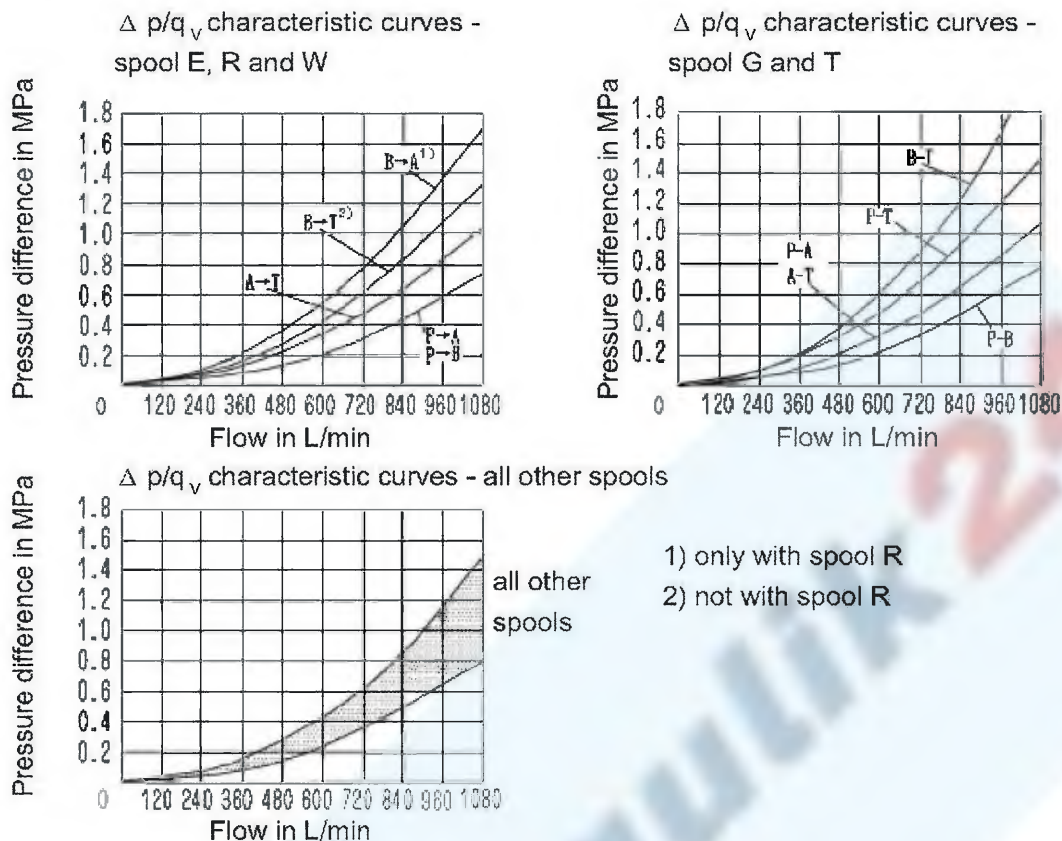 Δ p/q v characteristic curves -
spool E, R and W
Pressure difference in MPa
1.8
1.6
1.4
1.2
1.0
0.8
0.6
0.4
0.2
B→A 1)
B→T 2)
A→T
P→A
P→B
0 120 240 360 480 600 720 840 960 1080
Flow in L/min
Δ p/q v characteristic curves -
spool G and T
Pressure difference in MPa
1.8
1.6
1.4
1.2
1.0
0.8
0.6
0.4
0.2
B-T
P-T
P-A
A-T
P-B
0 120 240 360 480 600 720 840 960 1080
Flow in L/min
Δ p/q v characteristic curves - all other spools
Pressure difference in MPa
1.8
1.6
1.4
1.2
1.0
0.8
0.6
0.4
0.2
all other
spools
0 120 240 360 480 600 720 840 960 1080
Flow in L/min
1) only with spool R
2) not with spool R